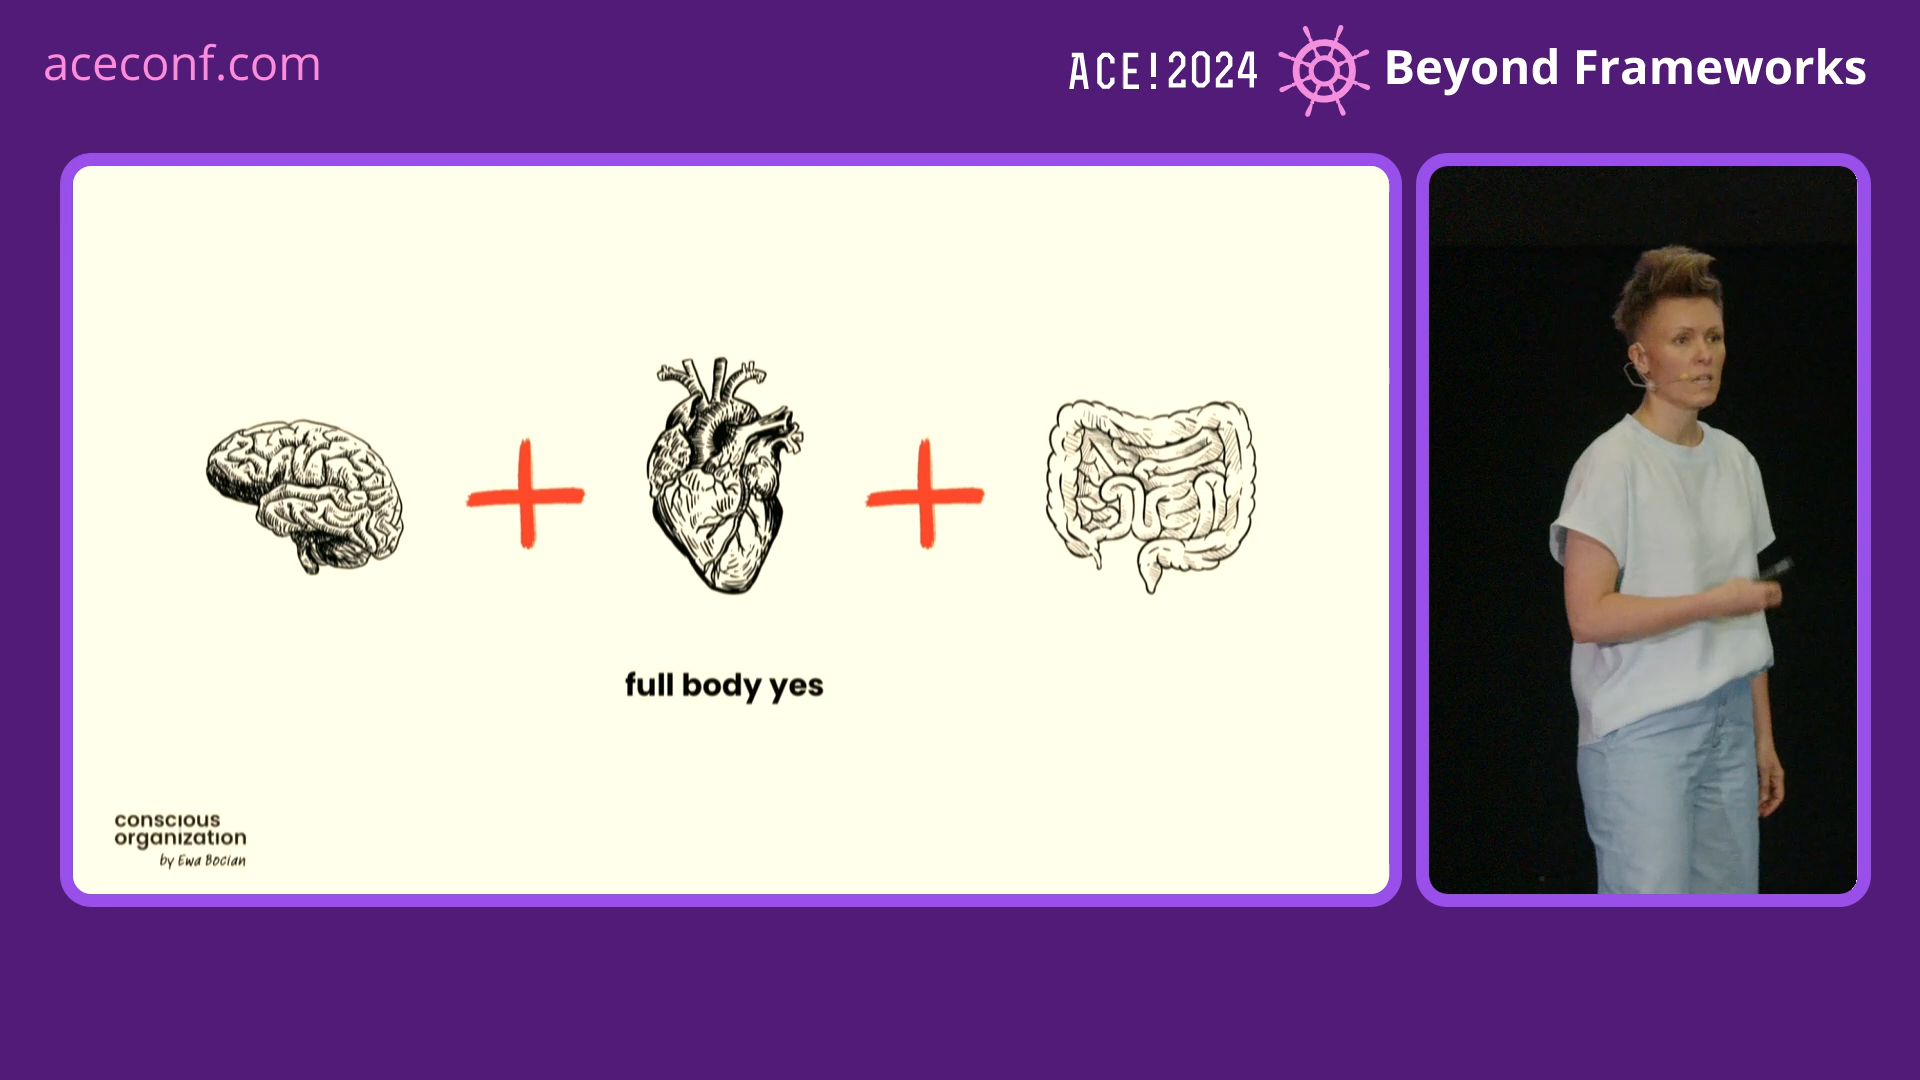 aceconf.com
ACE!2024 Beyond Frameworks
full body yes
conscious
organization
by Ewa Bocian